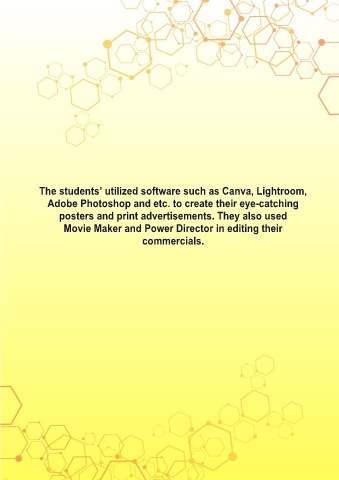 The students' utilized software such as Canva, Lightroom,
Adobe Photoshop and etc. to create their eye-catching
posters and print advertisements. They also used
Movie Maker and Power Director in editing their
commercials.